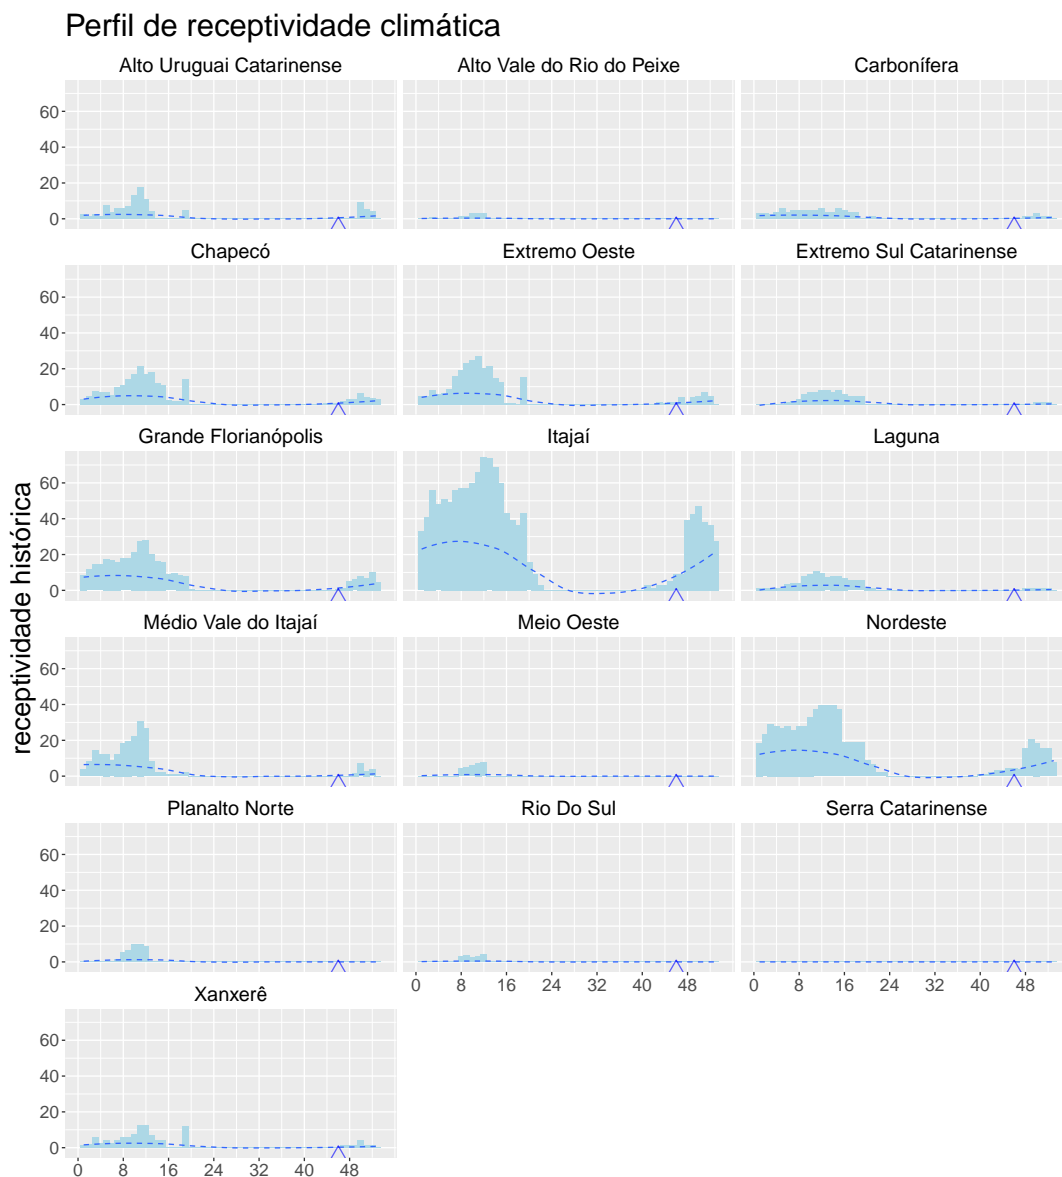 Perfil de receptividade climática
Alto Uruguai Catarinense
Alto Vale do Rio do Peixe
Carbonífera
60
40
20
0
Chapecó
Extremo Oeste
Extremo Sul Catarinense
60
40
20
0
Grande Florianópolis
Itajaí
Laguna
60
40
20
0
receptividade histórica
Médio Vale do Itajaí
Meio Oeste
Nordeste
60
40
20
0
Planalto Norte
Rio Do Sul
Serra Catarinense
60
40
20
0
0 8 16 24 32 40 48
0 8 16 24 32 40 48
Xanxerê
60
40
20
0
0 8 16 24 32 40 48